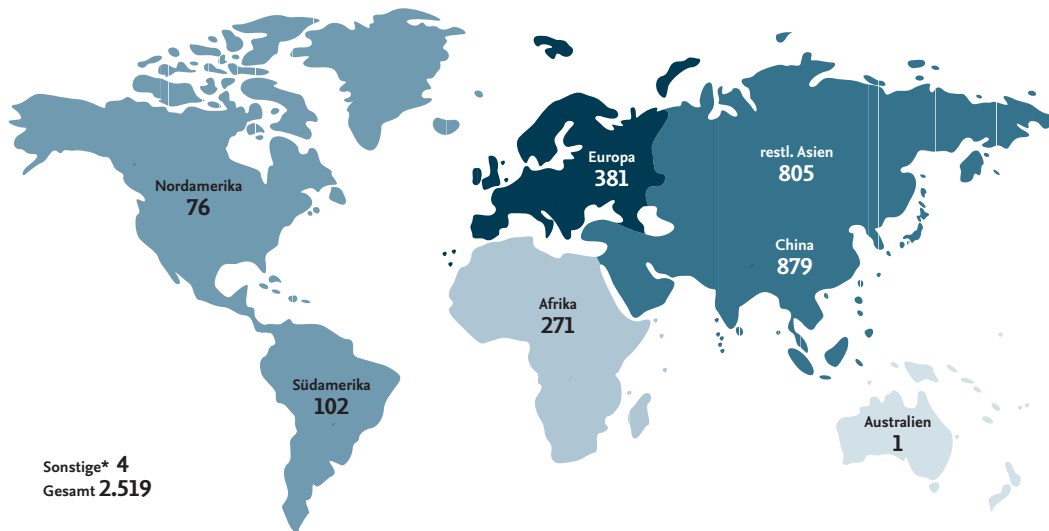 Europa
381
restl. Asien
805
Nordamerika
76
China
879
Afrika
271
Südamerika
102
Australien
1
Sonstige* 4
Gesamt 2.519